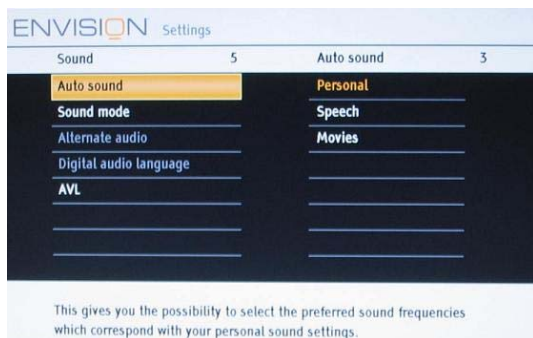 ENVISION Settings
Sound 5 Auto sound 3
Auto sound Personal
Sound mode Speech
Alternate audio Movies
Digital audio language
AVL
This gives you the possibility to select the preferred sound frequencies
which correspond with your personal sound settings.